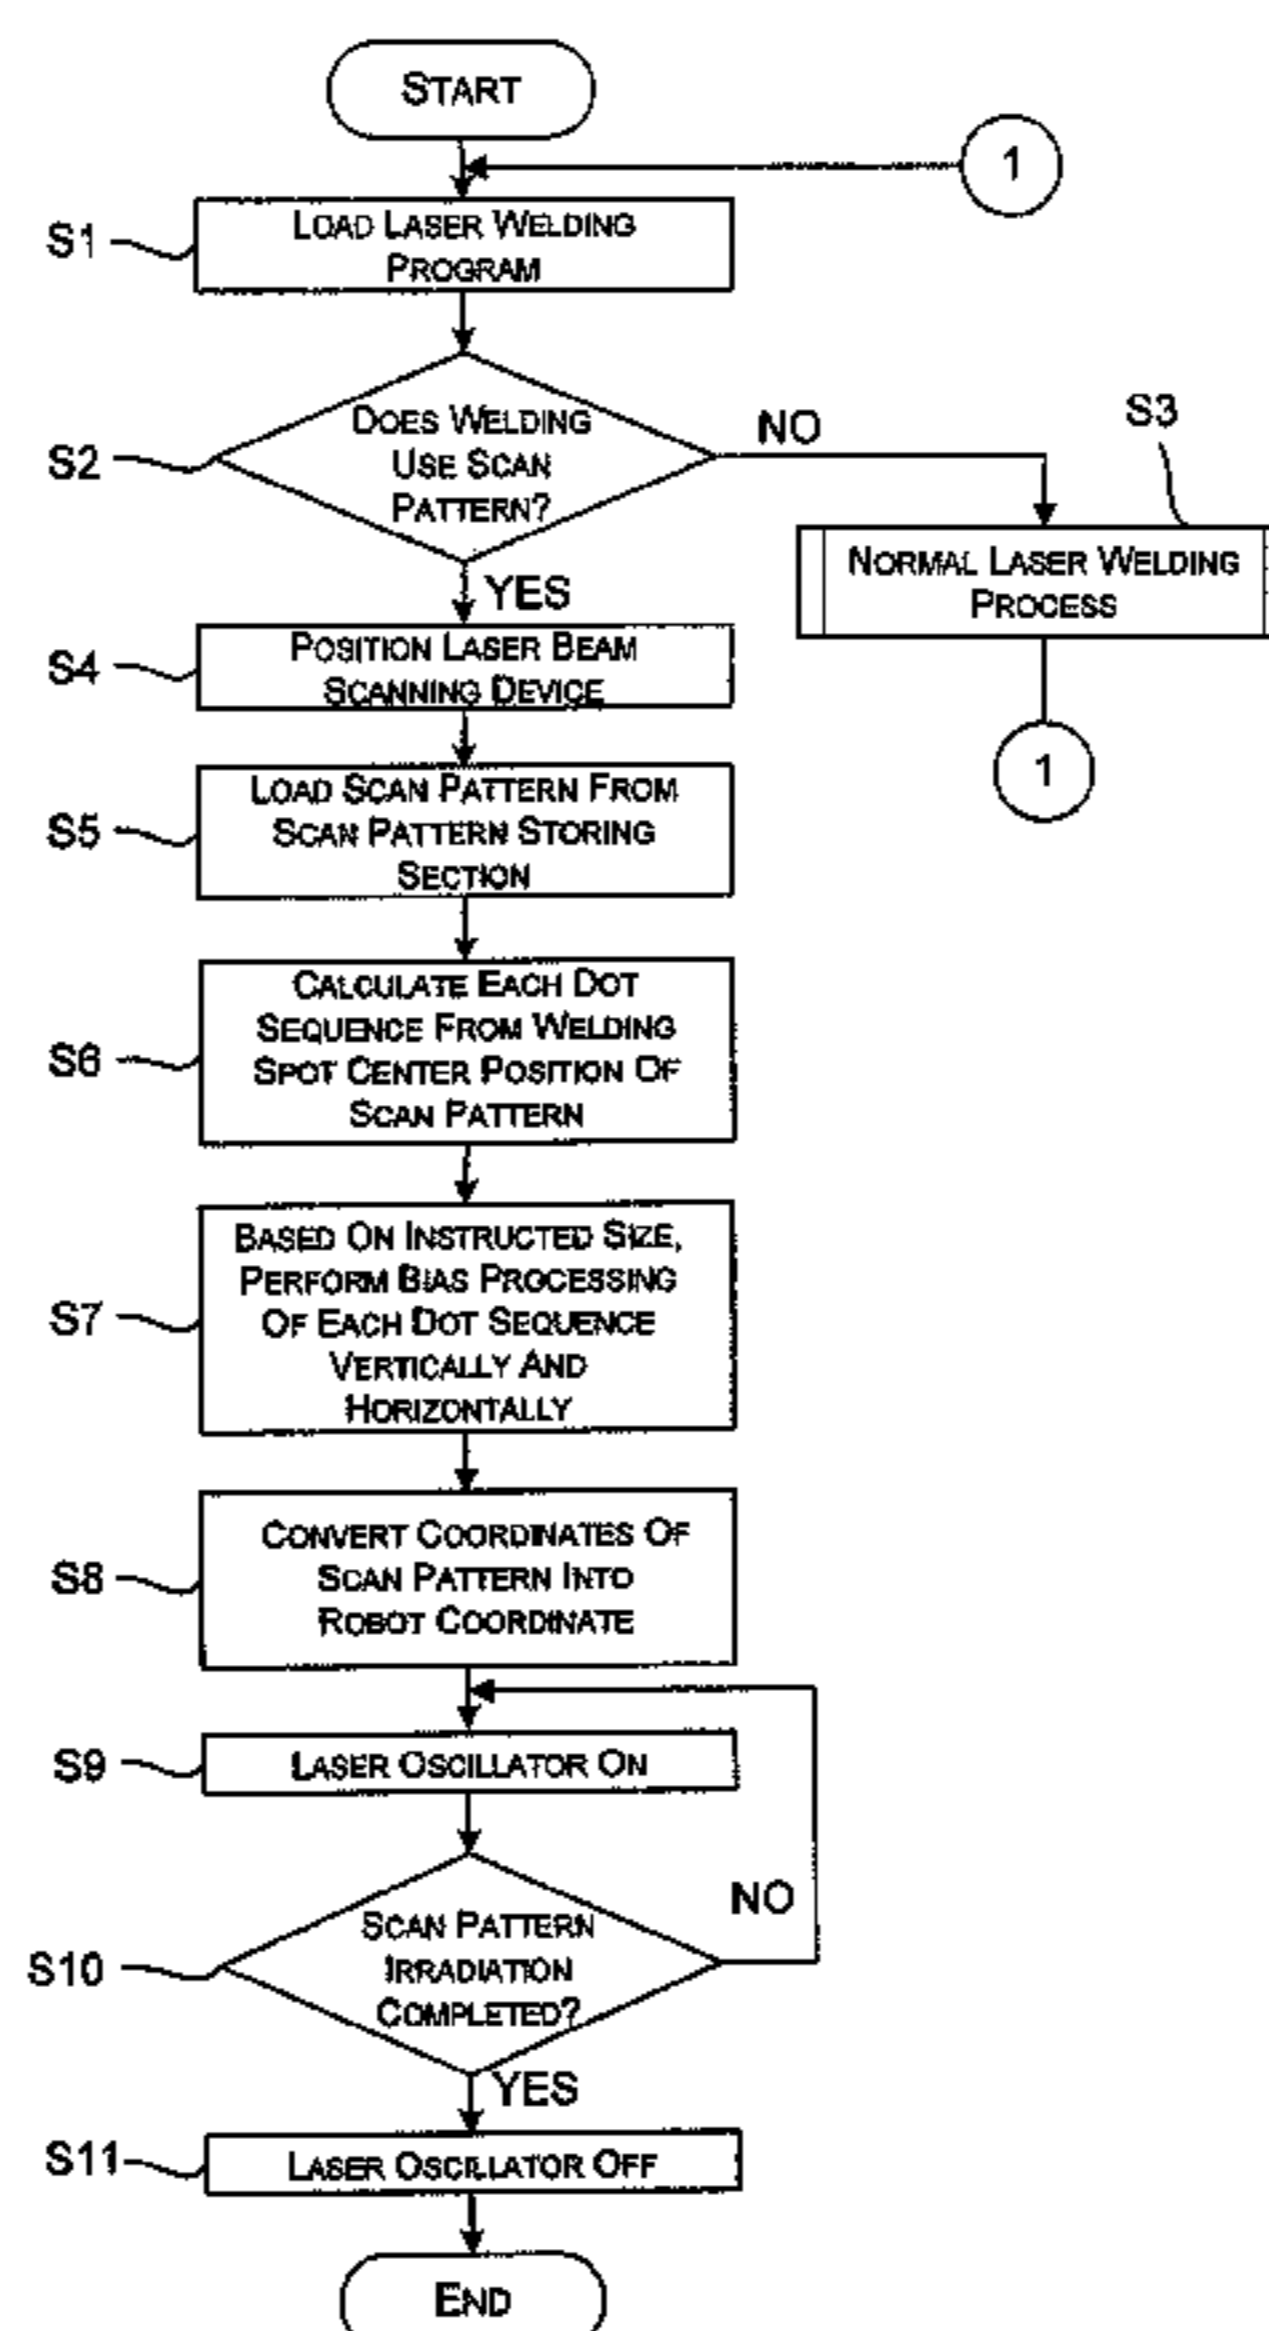 START
1
S1
LOAD LASER WELDING
PROGRAM
S2
DOES WELDING
USE SCAN
PATTERN?
NO
S3
NORMAL LASER WELDING
PROCESS
1
YES
S4
POSITION LASER BEAM
SCANNING DEVICE
S5
LOAD SCAN PATTERN FROM
SCAN PATTERN STORING
SECTION
S6
CALCULATE EACH DOT
SEQUENCE FROM WELDING
SPOT CENTER POSITION OF
SCAN PATTERN
S7
BASED ON INSTRUCTED SIZE,
PERFORM BIAS PROCESSING
OF EACH DOT SEQUENCE
VERTICALLY AND
HORIZONTALLY
S8
CONVERT COORDINATES OF
SCAN PATTERN INTO
ROBOT COORDINATE
S9
LASER OSCILLATOR ON
S10
SCAN PATTERN
IRRADIATION
COMPLETED?
NO
YES
S11
LASER OSCILLATOR OFF
END